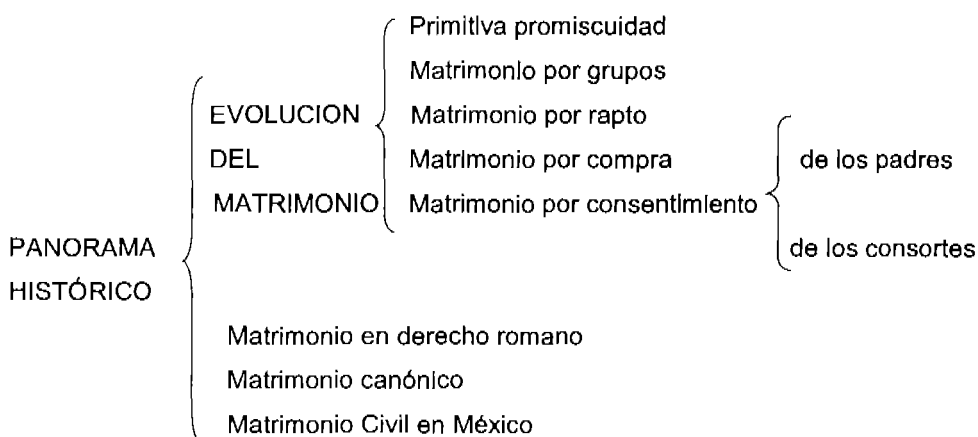 PANORAMA
HISTÓRICO
EVOLUCION
DEL
MATRIMONIO
Primitiva promiscuidad
Matrimonio por grupos
Matrimonio por rapto
Matrimonio por compra
Matrimonio por consentimiento
de los padres
de los consortes
Matrimonio en derecho romano
Matrimonio canónico
Matrimonio Civil en México